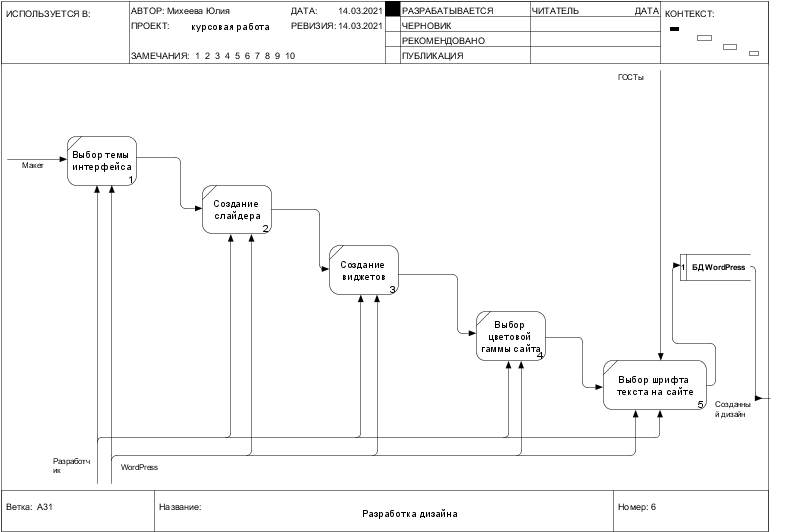 ИСПОЛЬЗУЕТСЯ В:
АВТОР: Михеева Юлия
ДАТА: 14.03.2021
РАЗРАБАТЫВАЕТСЯ
ЧИТАТЕЛЬ
ДАТА
КОНТЕКСТ:
ПРОЕКТ: курсовая работа
РЕВИЗИЯ: 14.03.2021
ЧЕРНОВИК
РЕКОМЕНДОВАНО
ЗАМЕЧАНИЯ: 1 2 3 4 5 6 7 8 9 10
ПУБЛИКАЦИЯ
ГОСТы
Макет
Выбор темы
интерфейса
1
Создание
слайдера
2
Создание
виджетов
3
1
БД WordPress
Выбор
цветовой
гаммы сайта
4
Выбор шрифта
текста на сайте
5
Созданны
й дизайн
Разработч
ик
WordPress
Ветка: А31
Название:
Разработка дизайна
Номер: 6